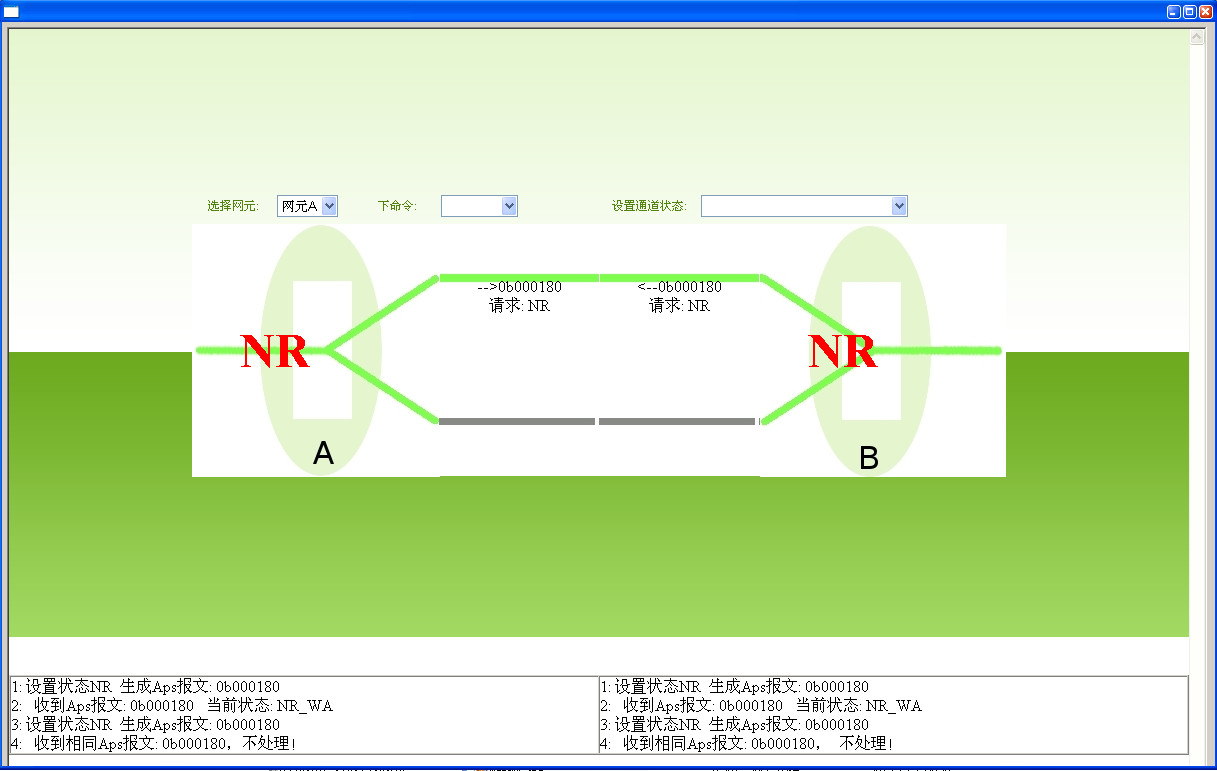 选择网元: 网元A 下命令: 设置通道状态:
-->0b000180 <--0b000180
请求: NR 请求: NR
NR NR
A B
1: 设置状态NR 生成Aps报文: 0b000180
2: 收到Aps报文: 0b000180 当前状态: NR_WA
3: 设置状态NR 生成Aps报文: 0b000180
4: 收到相同Aps报文: 0b000180，不处理!
1: 设置状态NR 生成Aps报文: 0b000180
2: 收到Aps报文: 0b000180 当前状态: NR_WA
3: 设置状态NR 生成Aps报文: 0b000180
4: 收到相同Aps报文: 0b000180， 不处理!